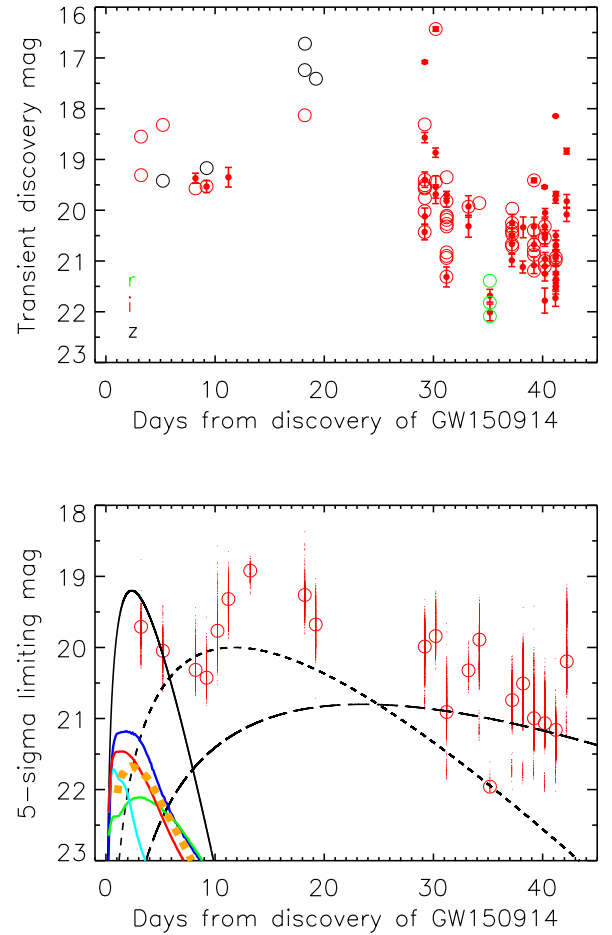 16
17
18
19
20
21
22
23
Transient discovery mag
r
i
z
0 10 20 30 40
Days from discovery of GW150914
18
19
20
21
22
23
5-sigma limiting mag
0 10 20 30 40
Days from discovery of GW150914